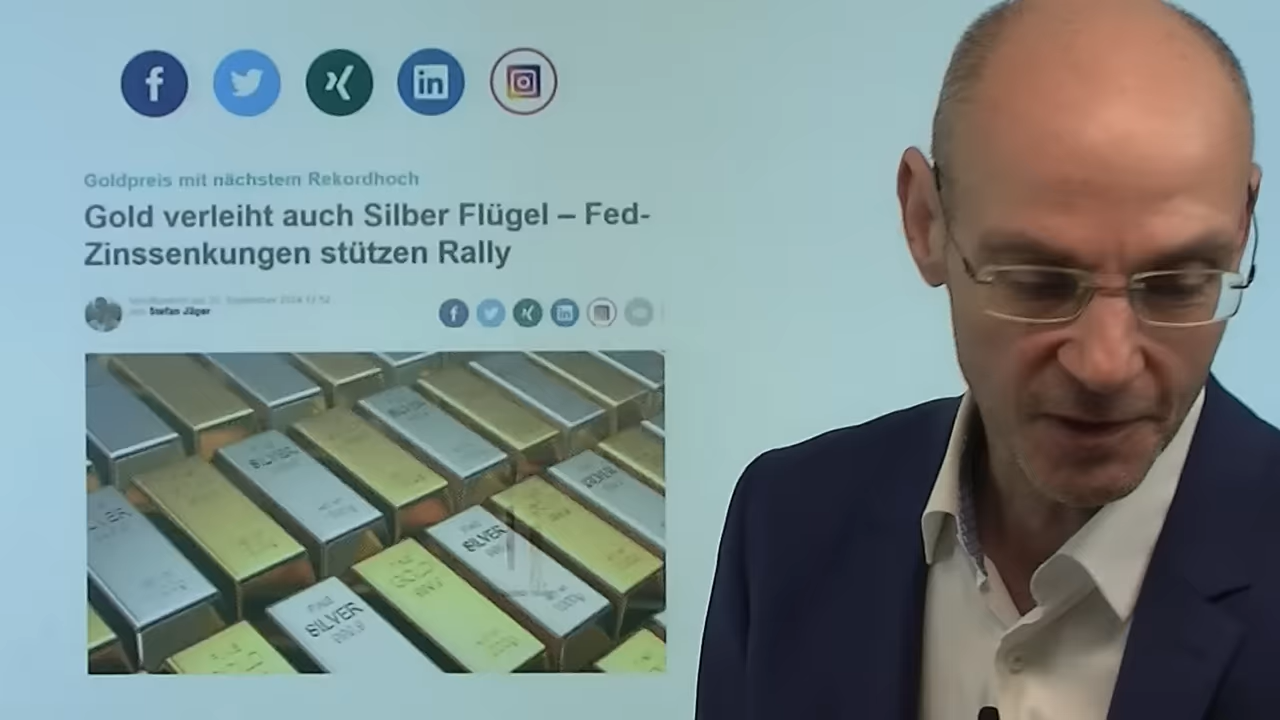 Goldpreis mit nächstem Rekordhoch
Gold verleiht auch Silber Flügel – Fed-
Zinssenkungen stützen Rally
Stefan Jäger
SILVER
SILVER
SILVER
SILVER
GOLD
SILVER